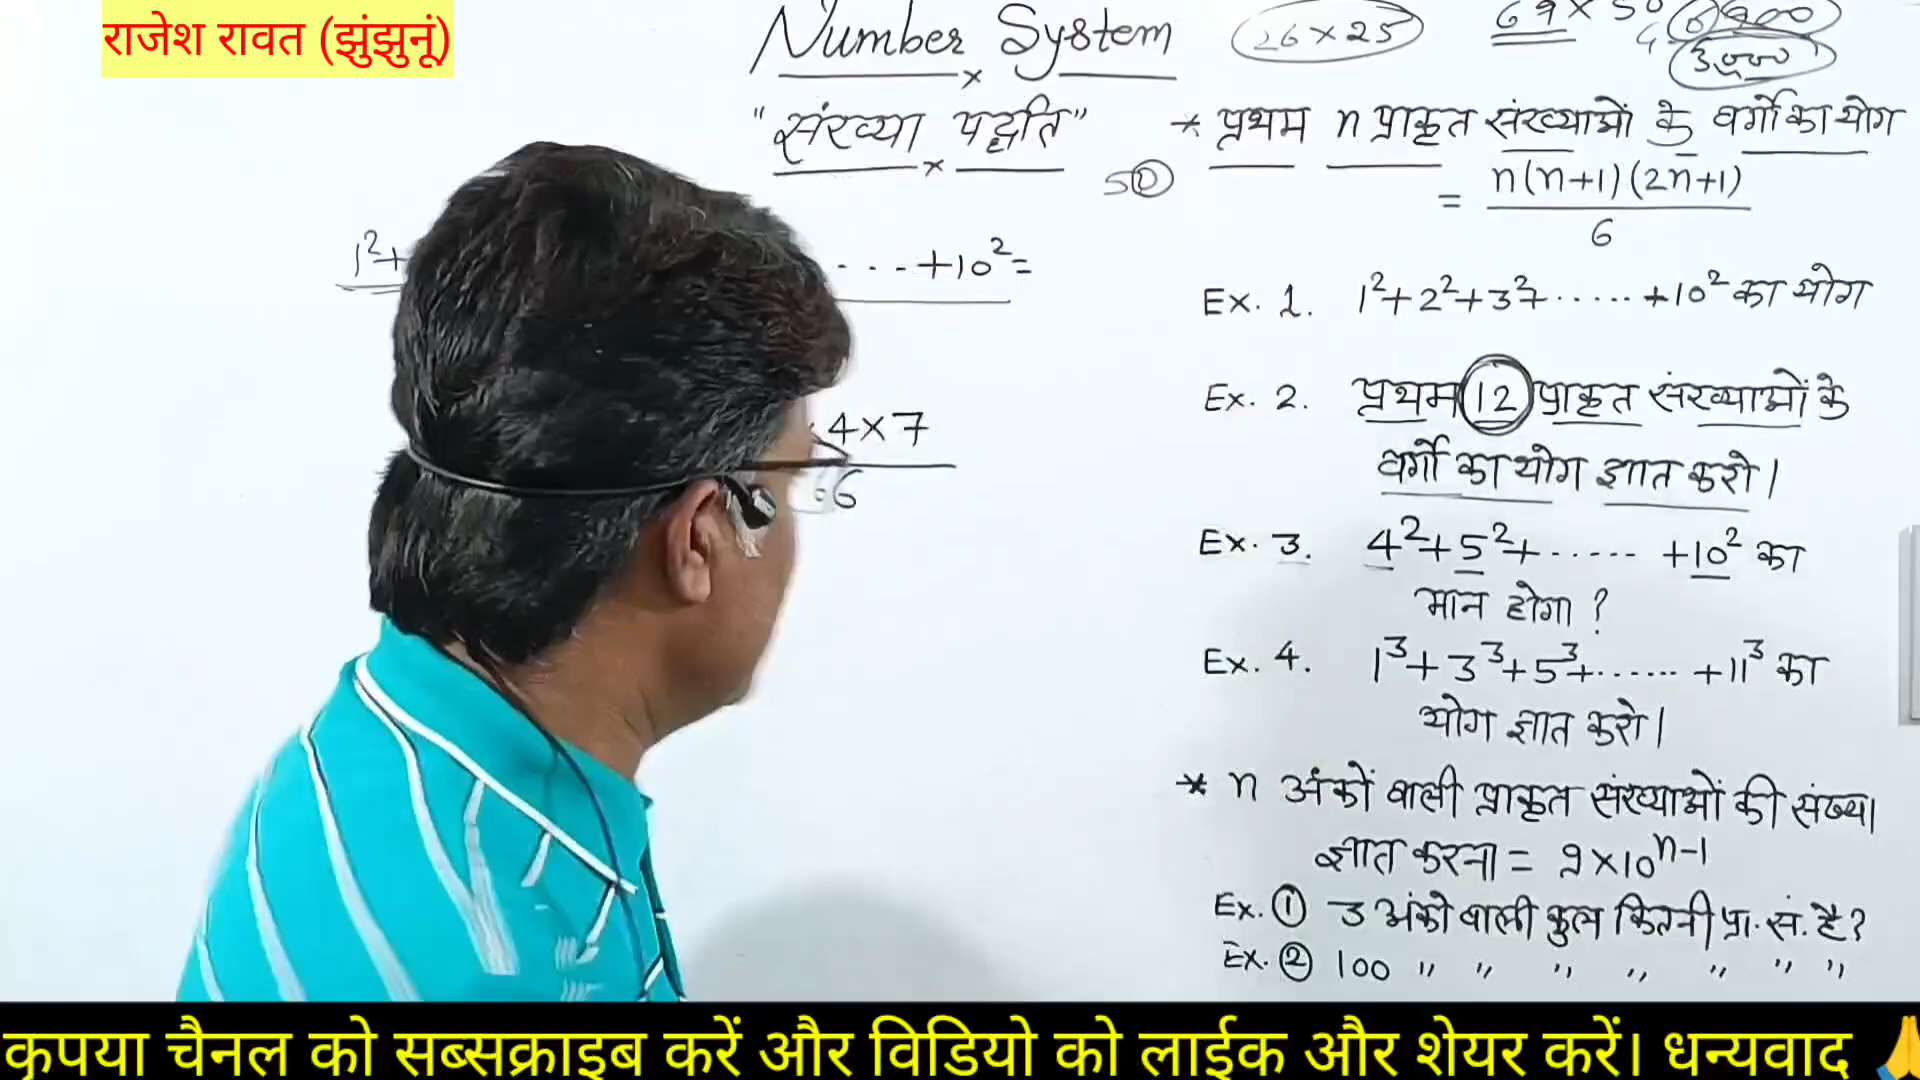 राजेश रावत (झुंझुनूं)
Number System
"संख्या पद्धति"
26 × 25
69 × 50
3000
50
* प्रथम n प्राकृत संख्याओं के वर्गों का योग
= n(n+1)(2n+1)
6
1²+
.... +10² =
4 × 7
6
Ex. 1. 1²+2²+3²+ ...... +10² का योग
Ex. 2. प्रथम 12 प्राकृत संख्याओं के
वर्गों का योग ज्ञात करो।
Ex. 3. 4²+5²+ ...... +10² का
मान होगा ?
Ex. 4. 1³+3³+5³+ ...... +11³ का
योग ज्ञात करो।
* n अंकों वाली प्राकृत संख्याओं की संख्या
ज्ञात करना = 9×10ⁿ⁻¹
Ex. ① 3 अंको वाली कुल कितनी प्रा. सं. है?
Ex. ② 100 " " " " " " "
कृपया चैनल को सब्सक्राइब करें और विडियो को लाईक और शेयर करें। धन्यवाद 🙏